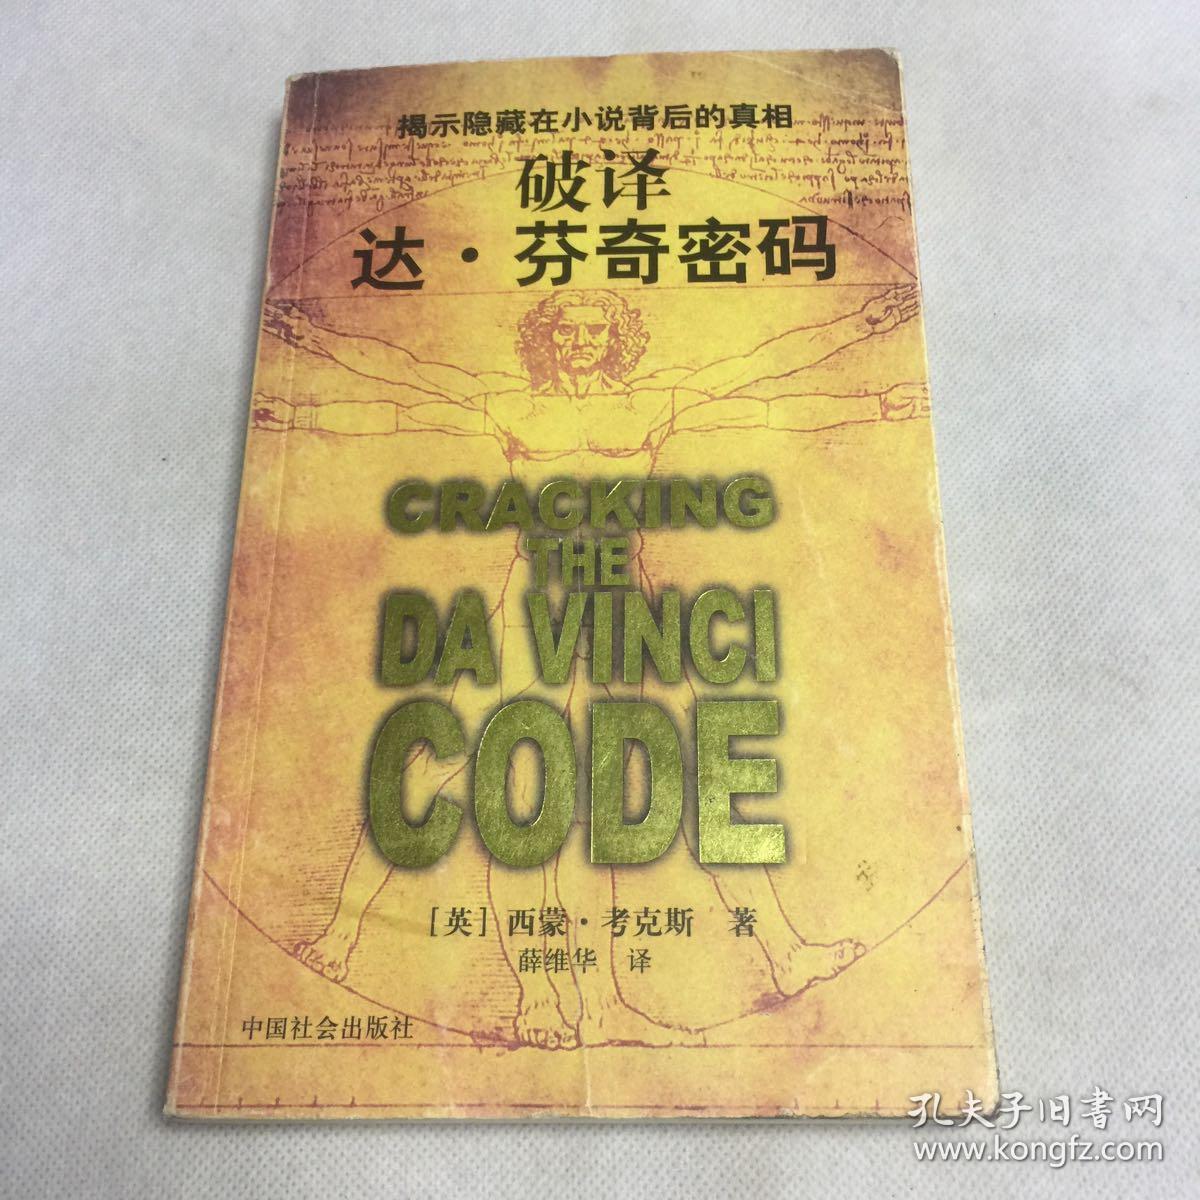 揭示隐藏在小说背后的真相
破译
达·芬奇密码
CRACKING
THE
DA VINCI
CODE
[英] 西蒙·考克斯 著
薛维华 译
中国社会出版社
孔夫子旧书网
www.kongfz.com